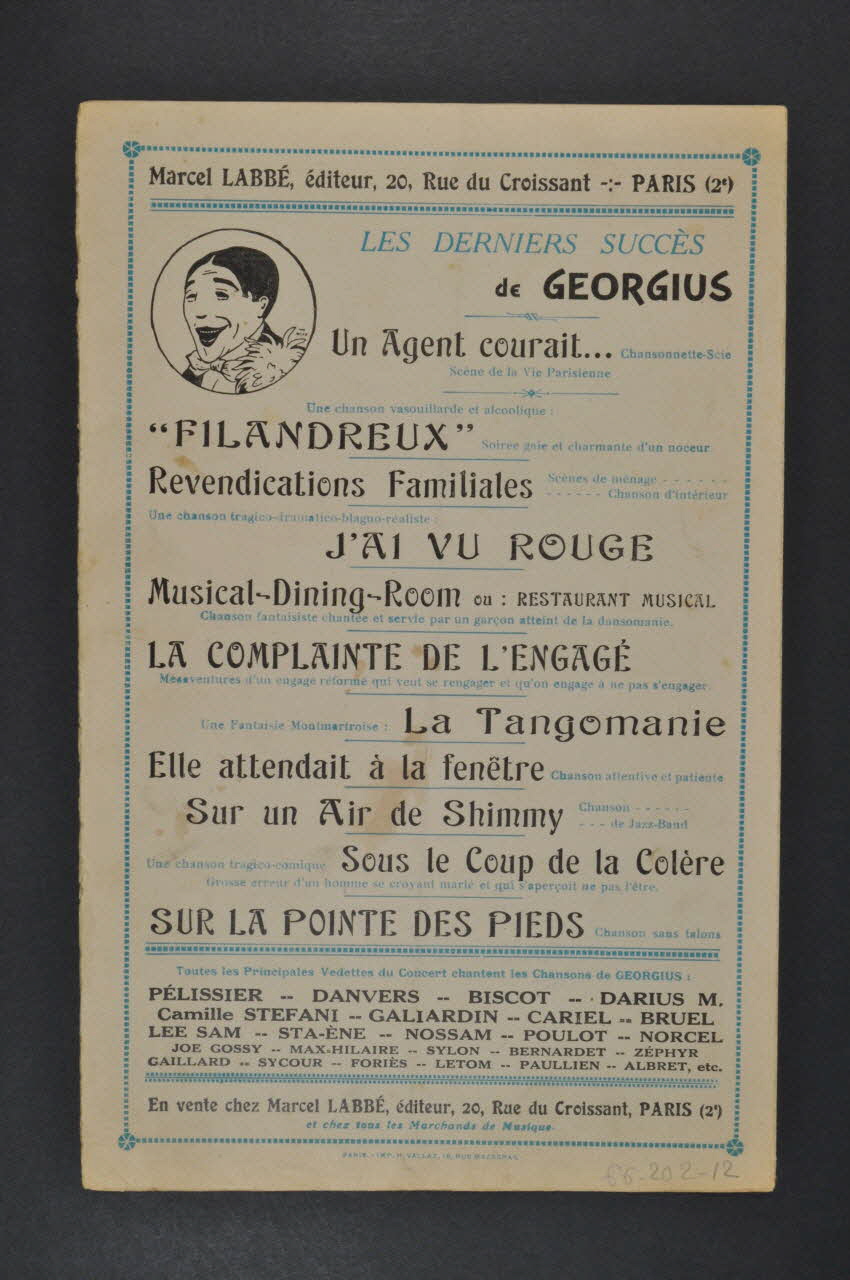 Marcel LABBÉ, éditeur, 20, Rue du Croissant -:- PARIS (2e)
LES DERNIERS SUCCÈS
de GEORGIUS
Un Agent courait... Chansonnette-Scie
Scène de la Vie Parisienne
Une chanson vasouillarde et alcoolique :
"FILANDREUX" Soirée gaie et charmante d'un noceur
Revendications Familiales Scènes de ménage - - - - - -
- - - - - - Chanson d'intérieur
Une chanson tragico-dramatico-blaguo-réaliste :
J'AI VU ROUGE
Musical-Dining-Room ou : RESTAURANT MUSICAL
Chanson fantaisiste chantée et servie par un garçon atteint de la dansomanie.
LA COMPLAINTE DE L'ENGAGÉ
Mésaventures d'un engagé réformé qui veut se rengager et qu'on engage à ne pas s'engager.
Une Fantaisie Montmartroise : La Tangomanie
Elle attendait à la fenêtre Chanson attentive et patiente
Sur un Air de Shimmy Chanson - - - - - -
- - - de Jazz-Band
Une chanson tragico-comique Sous le Coup de la Colère
Grosse erreur d'un homme se croyant marié et qui s'aperçoit ne pas l'être.
SUR LA POINTE DES PIEDS Chanson sans talons
Toutes les Principales Vedettes du Concert chantent les Chansons de GEORGIUS :
PÉLISSIER -- DANVERS -- BISCOT -- DARIUS M.
Camille STEFANI -- GALIARDIN -- CARIEL -- BRUEL
LEE SAM -- STA-ÈNE -- NOSSAM -- POULOT -- NORCEL
JOE GOSSY -- MAX-HILAIRE -- SYLON -- BERNARDET -- ZÉPHYR
GAILLARD -- SYCOUR -- FORIÈS -- LETOM -- PAULLIEN -- ALBRET, etc.
En vente chez Marcel LABBÉ, éditeur, 20, Rue du Croissant, PARIS (2e)
et chez tous les Marchands de Musique.
PARIS. - IMP. H. VALLAZ, 16, RUE MAZAGRAN
66-202-12